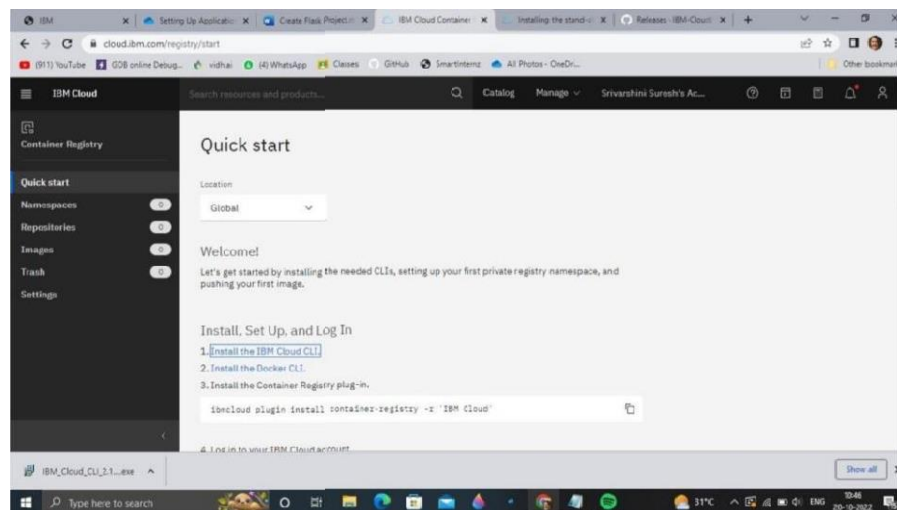 IBM
Setting Up Applicatio
Create Flask Project.n
IBM Cloud Container
Installing the stand-a
Releases · IBM-Cloud
cloud.ibm.com/registry/start
(911) YouTube
GDB online Debug...
vidhai
(4) WhatsApp
Classes
GitHub
Smartinternz
All Photos - OneDr...
Other bookmar
IBM Cloud
Search resources and products...
Catalog
Manage
Srivarshini Suresh's Ac...
Container Registry
Quick start
Namespaces 0
Repositories 0
Images 0
Trash 0
Settings
Quick start
Location
Global
Welcome!
Let's get started by installing the needed CLIs, setting up your first private registry namespace, and
pushing your first image.
Install, Set Up, and Log In
1. Install the IBM Cloud CLI.
2. Install the Docker CLI.
3. Install the Container Registry plug-in.
ibmcloud plugin install container-registry -r 'IBM Cloud'
4. Log in to your IBM Cloud account
IBM_Cloud_CLI_2.1....exe
Show all
Type here to search
31°C
ENG
10:46
20-10-2022